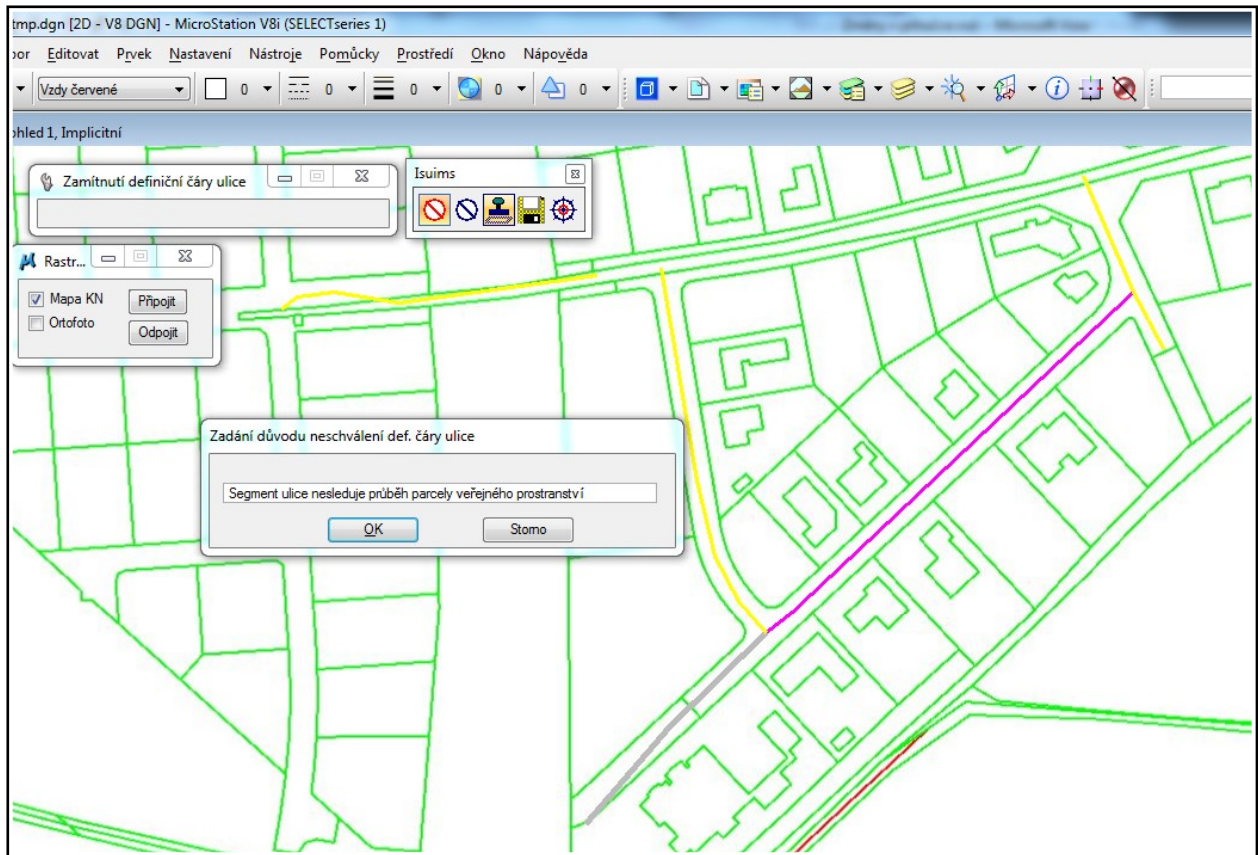 tmp.dgn [2D - V8 DGN] - MicroStation V8i (SELECTseries 1)
bor Editovat Prvek Nastavení Nástroje Pomůcky Prostředí Okno Nápověda
Vzdy červené 0 0 0 0 0
ohled 1, Implicitní
Zamítnutí definiční čáry ulice
Isuims
Rastr...
Mapa KN Připojit
Ortofoto
Odpojit
Zadání důvodu neschválení def. čáry ulice
Segment ulice nesleduje průběh parcely veřejného prostranství
OK Storno